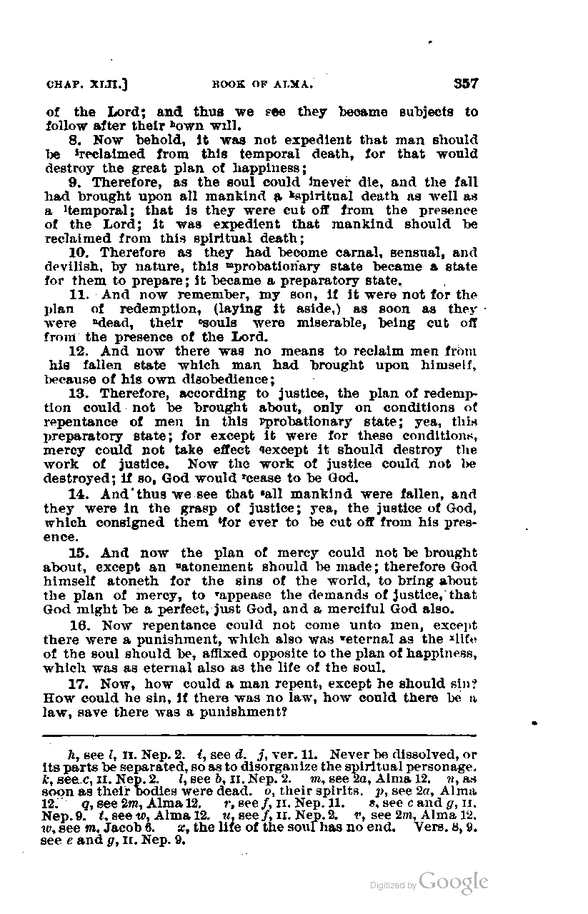 CHAP. XLII.] BOOK OF ALMA. 357
of the Lord; and thus we see they became subjects to
follow after their hown will.
8. Now behold, it was not expedient that man should
be ireclaimed from this temporal death, for that would
destroy the great plan of happiness;
9. Therefore, as the soul could jnever die, and the fall
had brought upon all mankind a kspiritual death as well as
a ltemporal; that is they were cut off from the presence
of the Lord; it was expedient that mankind should be
reclaimed from this spiritual death;
10. Therefore as they had become carnal, sensual, and
devilish, by nature, this mprobationary state became a state
for them to prepare; it became a preparatory state.
11. And now remember, my son, if it were not for the
plan of redemption, (laying it aside,) as soon as they
were ndead, their osouls were miserable, being cut off
from the presence of the Lord.
12. And now there was no means to reclaim men from
his fallen state which man had brought upon himself,
because of his own disobedience;
13. Therefore, according to justice, the plan of redemp-
tion could not be brought about, only on conditions of
repentance of men in this pprobationary state; yea, this
preparatory state; for except it were for these conditions,
mercy could not take effect qexcept it should destroy the
work of justice. Now the work of justice could not be
destroyed; if so, God would rcease to be God.
14. And thus we see that sall mankind were fallen, and
they were in the grasp of justice; yea, the justice of God,
which consigned them tfor ever to be cut off from his pres-
ence.
15. And now the plan of mercy could not be brought
about, except an uatonement should be made; therefore God
himself atoneth for the sins of the world, to bring about
the plan of mercy, to vappease the demands of justice, that
God might be a perfect, just God, and a merciful God also.
16. Now repentance could not come unto men, except
there were a punishment, which also was weternal as the xlife
of the soul should be, affixed opposite to the plan of happiness,
which was as eternal also as the life of the soul.
17. Now, how could a man repent, except he should sin?
How could he sin, if there was no law, how could there be a
law, save there was a punishment?
h, see l, II. Nep. 2. i, see d. j, ver. 11. Never be dissolved, or
its parts be separated, so as to disorganize the spiritual personage.
k, see c, II. Nep. 2. l, see b, II. Nep. 2. m, see 2a, Alma 12. n, as
soon as their bodies were dead. o, their spirits. p, see 2a, Alma
12. q, see 2m, Alma 12. r, see f, II. Nep. 11. s, see c and g, II.
Nep. 9. t, see w, Alma 12. u, see f, II. Nep. 2. v, see 2m, Alma 12.
w, see m, Jacob 6. x, the life of the soul has no end. Vers. 8, 9.
see e and g, II. Nep. 9.
Digitized by Google